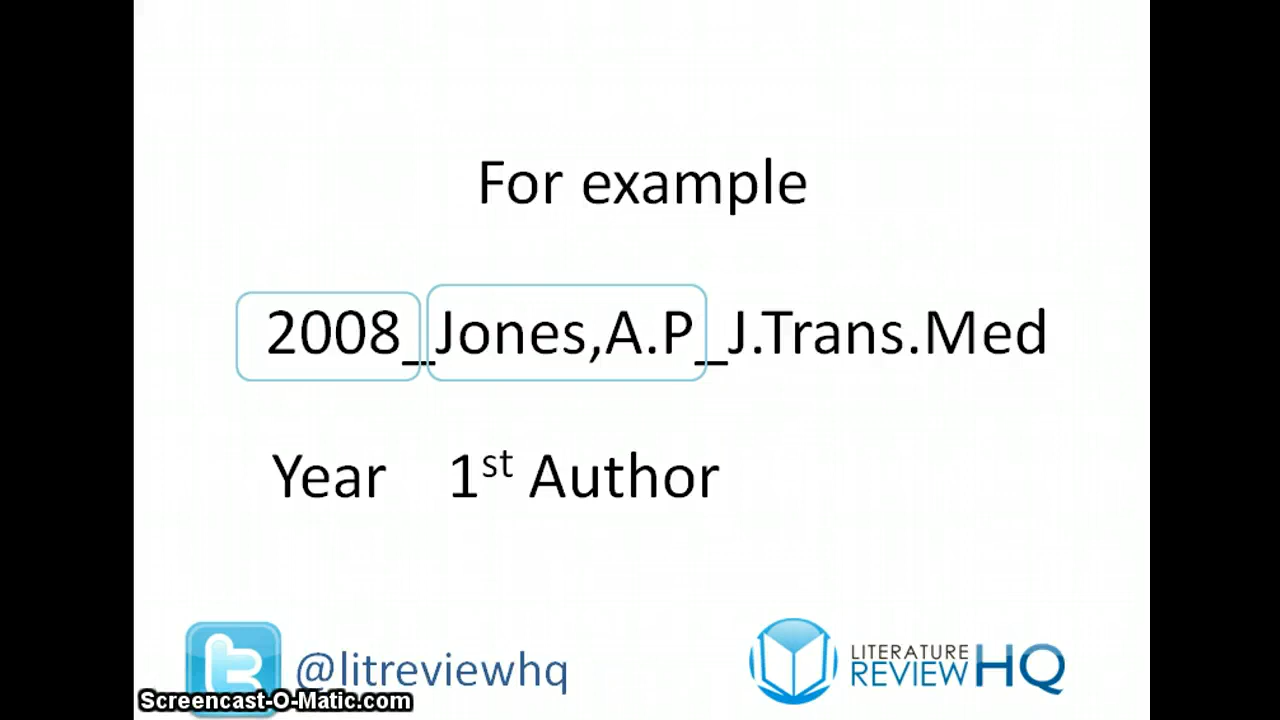 For example
2008_Jones,A.P_J.Trans.Med
Year 1st Author
@litreviewhq
LITERATURE
REVIEW HQ
Screencast-O-Matic.com